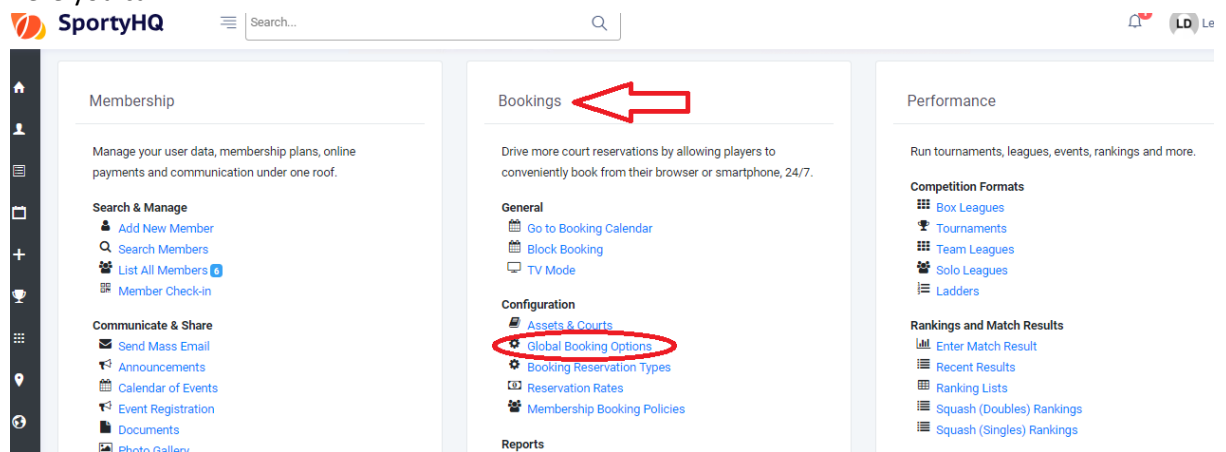 SportyHQ
Search...
LD Le
Membership
Manage your user data, membership plans, online
payments and communication under one roof.
Search & Manage
Add New Member
Search Members
List All Members 6
Member Check-in
Communicate & Share
Send Mass Email
Announcements
Calendar of Events
Event Registration
Documents
Photo Gallery
Bookings
Drive more court reservations by allowing players to
conveniently book from their browser or smartphone, 24/7.
General
Go to Booking Calendar
Block Booking
TV Mode
Configuration
Assets & Courts
Global Booking Options
Booking Reservation Types
Reservation Rates
Membership Booking Policies
Reports
Performance
Run tournaments, leagues, events, rankings and more.
Competition Formats
Box Leagues
Tournaments
Team Leagues
Solo Leagues
Ladders
Rankings and Match Results
Enter Match Result
Recent Results
Ranking Lists
Squash (Doubles) Rankings
Squash (Singles) Rankings